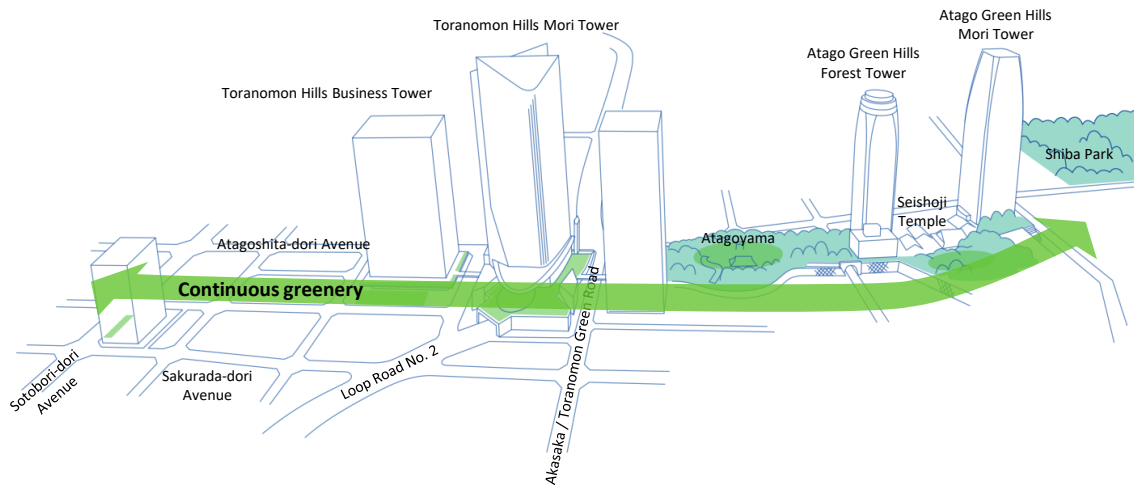 Toranomon Hills Mori Tower
Atago Green Hills
Mori Tower
Atago Green Hills
Forest Tower
Toranomon Hills Business Tower
Shiba Park
Seishoji
Temple
Atagoshita-dori Avenue
Atagoyama
Continuous greenery
Sotobori-dori
Avenue
Sakurada-dori
Avenue
Loop Road No. 2
Akasaka / Toranomon Green Road